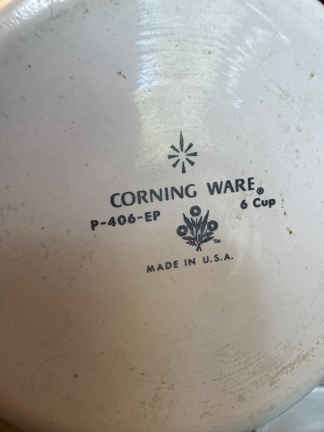 CORNING WARE®
P-406-EP 6 Cup
TM
MADE IN U.S.A.